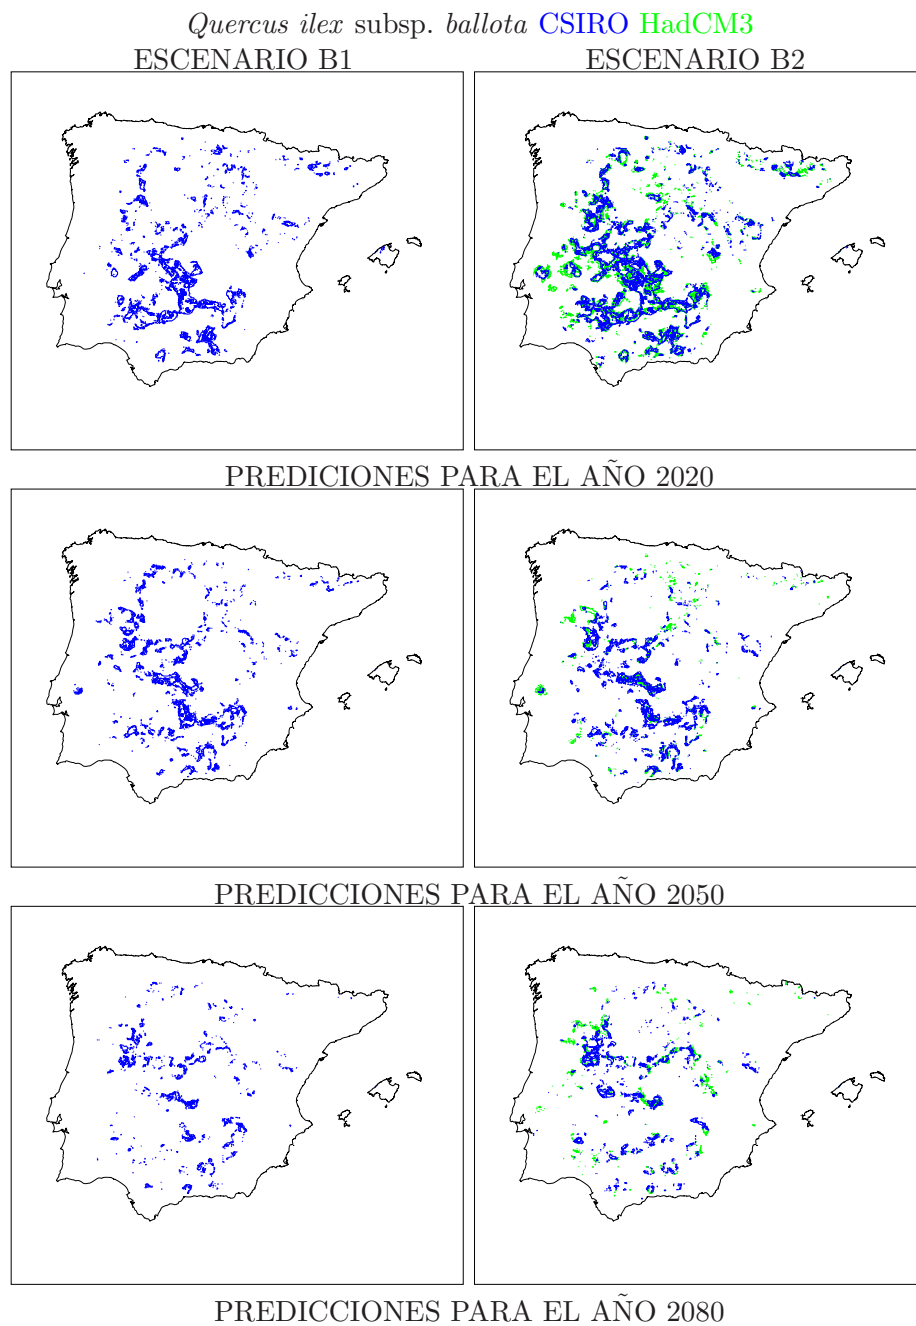 Quercus ilex subsp. ballota CSIRO HadCM3
ESCENARIO B1 ESCENARIO B2
PREDICIONES PARA EL AÑO 2020
PREDICCIONES PARA EL AÑO 2050
PREDICCIONES PARA EL AÑO 2080